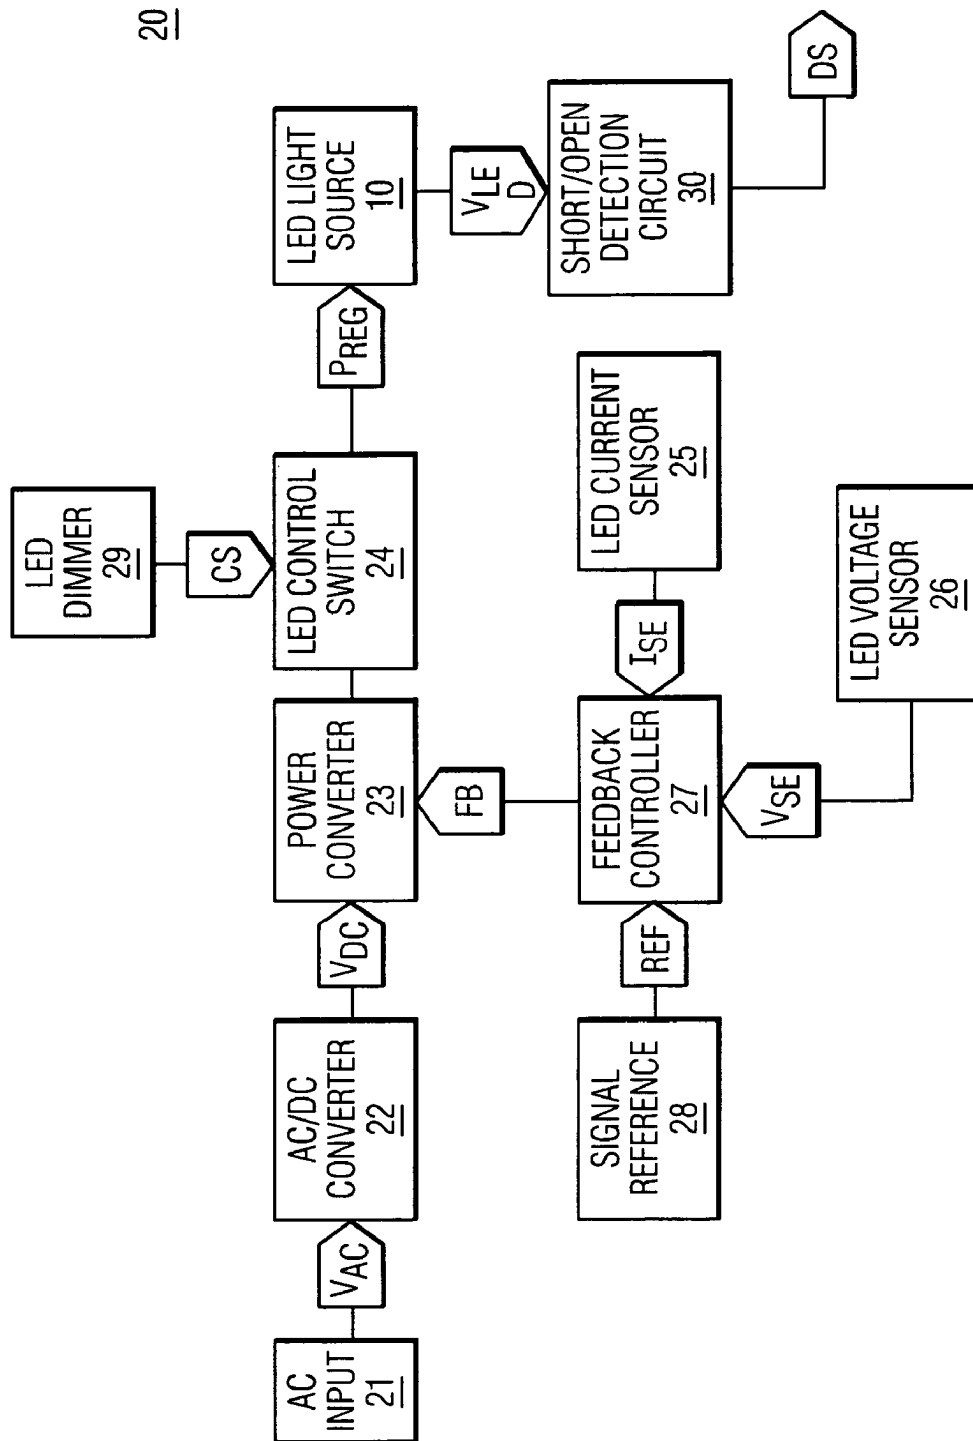 20
LED
DIMMER
29
CS
AC
INPUT
21
VAC
AC/DC
CONVERTER
22
VDC
POWER
CONVERTER
23
LED CONTROL
SWITCH
24
PREG
LED LIGHT
SOURCE
10
FB
VLE
D
SIGNAL
REFERENCE
28
REF
FEEDBACK
CONTROLLER
27
ISE
LED CURRENT
SENSOR
25
SHORT/OPEN
DETECTION
CIRCUIT
30
VSE
LED VOLTAGE
SENSOR
26
DS